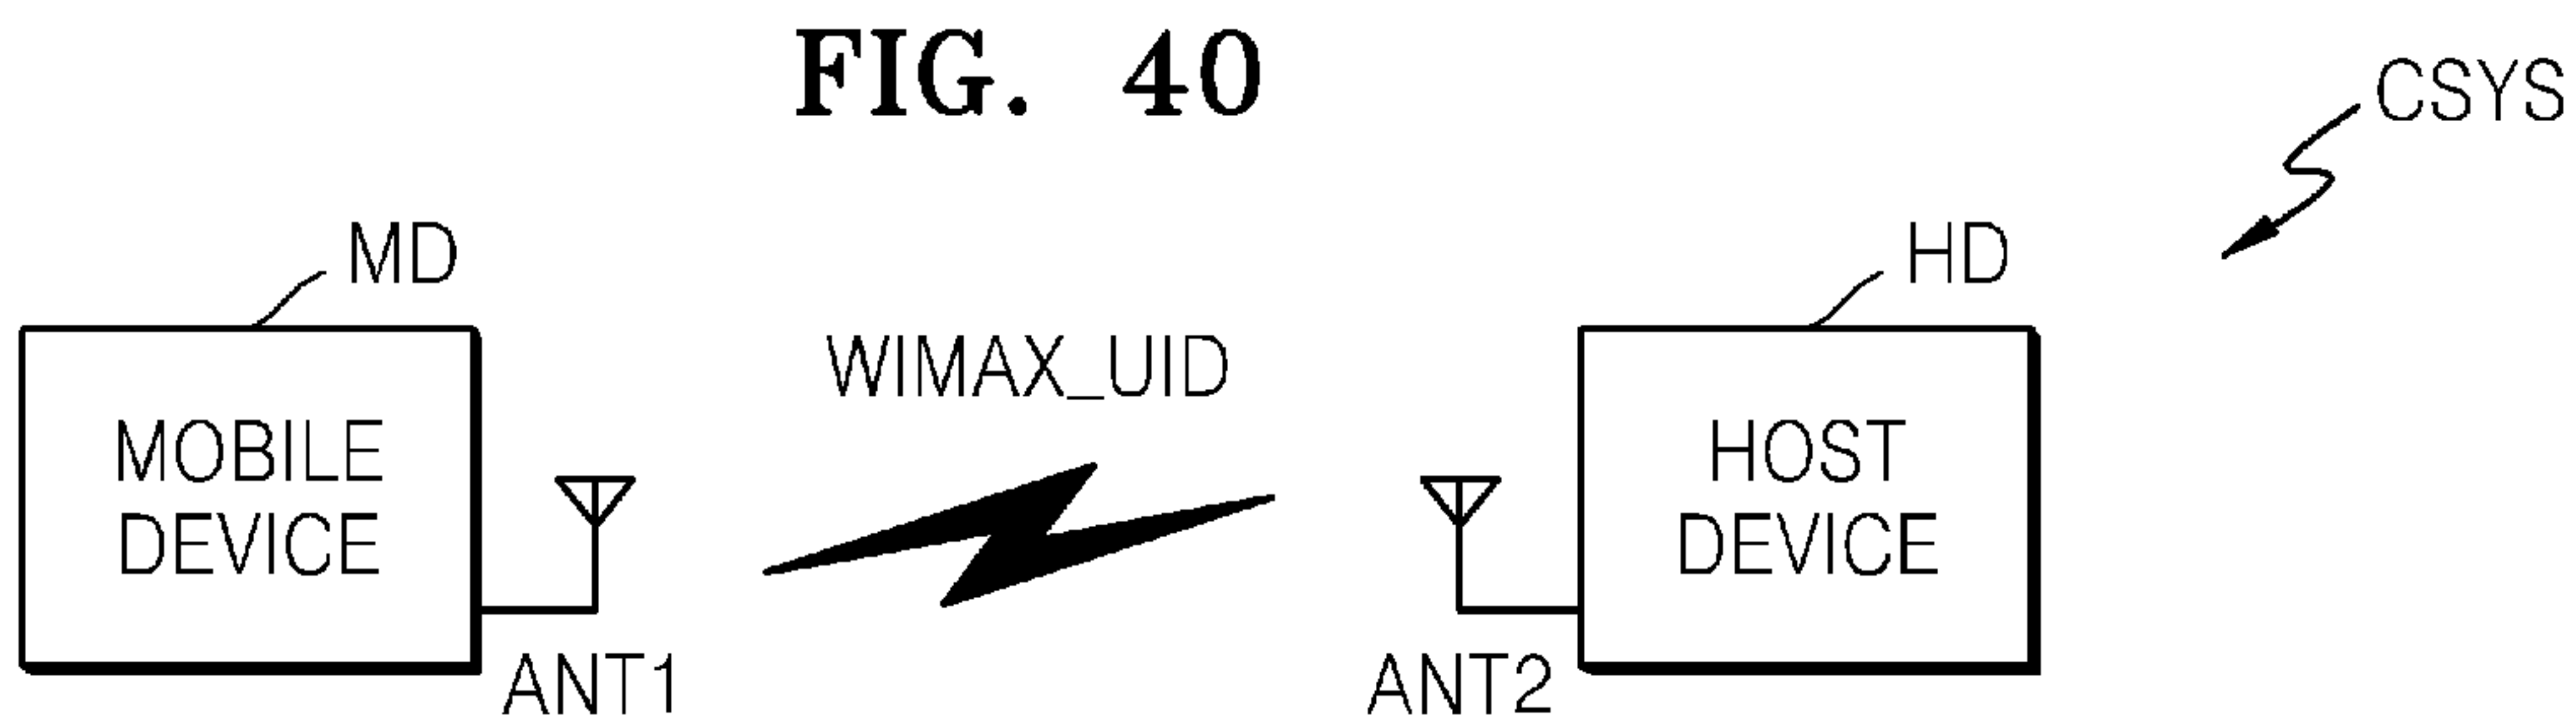 FIG. 40
CSYS
MD
HD
WIMAX_UID
MOBILE
DEVICE
HOST
DEVICE
ANT1
ANT2